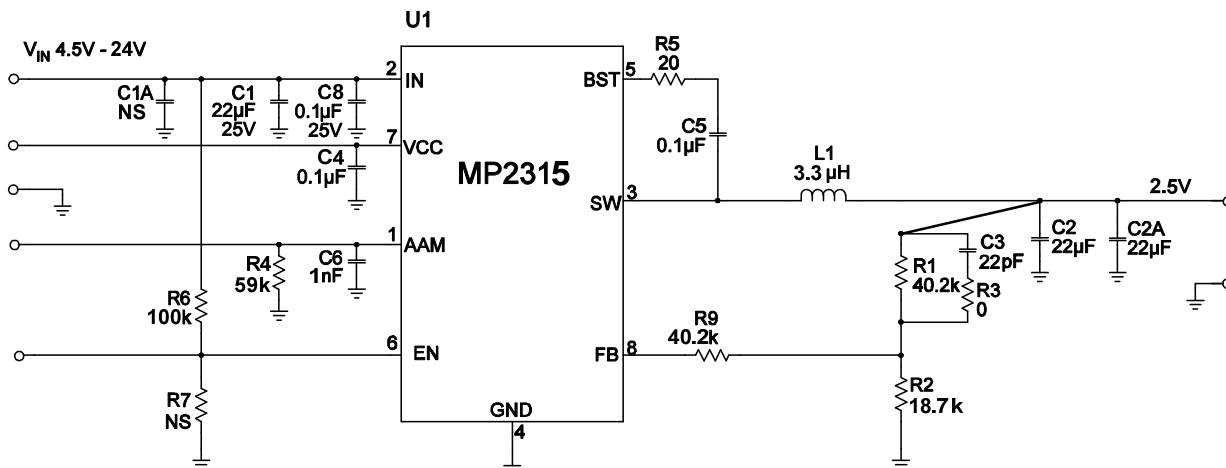 U1
V_IN 4.5V - 24V
2
IN
C1A
NS
C1
22µF
25V
C8
0.1µF
25V
7
VCC
C4
0.1µF
1
AAM
R4
59k
C6
1nF
R6
100k
6
EN
R7
NS
MP2315
GND
4
BST
5
R5
20
C5
0.1µF
SW
3
L1
3.3 µH
2.5V
C2
22µF
C2A
22µF
C3
22pF
R1
40.2k
R3
0
R9
40.2k
FB
8
R2
18.7k